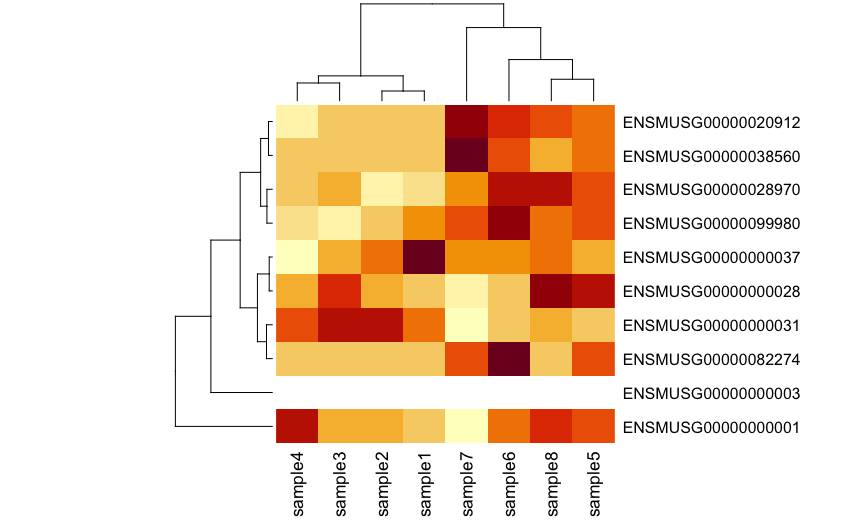 ENSMUSG00000020912
ENSMUSG00000038560
ENSMUSG00000028970
ENSMUSG00000099980
ENSMUSG00000000037
ENSMUSG00000000028
ENSMUSG00000000031
ENSMUSG00000082274
ENSMUSG00000000003
ENSMUSG00000000001
sample4
sample3
sample2
sample1
sample7
sample6
sample8
sample5